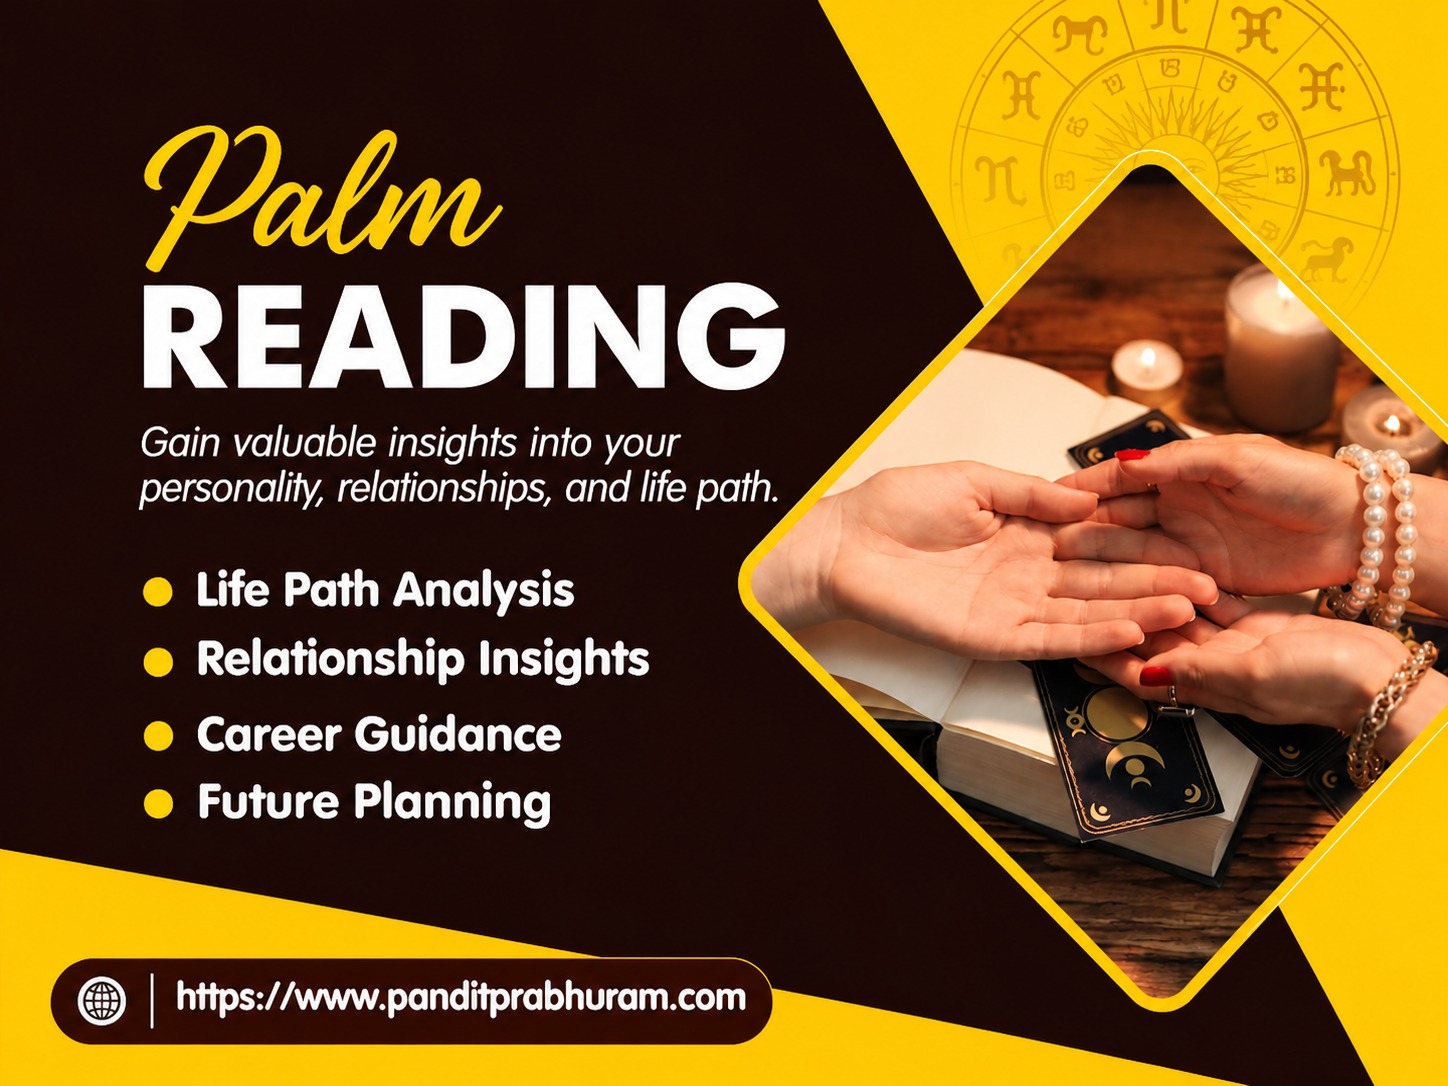 Palm
READING
Gain valuable insights into your
personality, relationships, and life path.
Life Path Analysis
Relationship Insights
Career Guidance
Future Planning
https://www.panditprabhuram.com